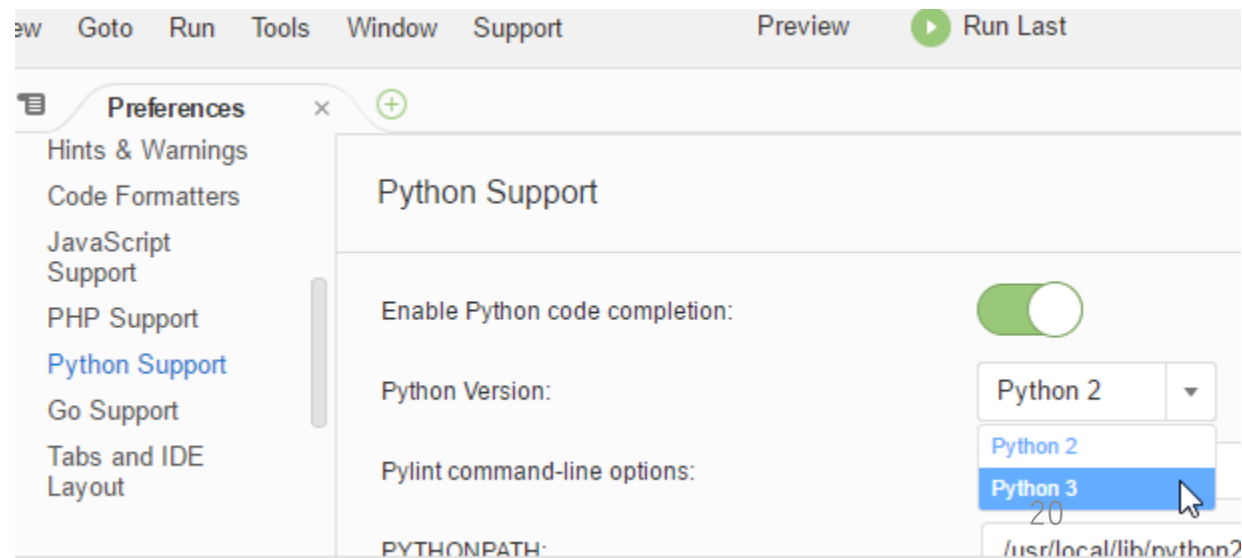 ew Goto Run Tools Window Support Preview Run Last
Preferences ×
Hints & Warnings
Code Formatters
JavaScript
Support
PHP Support
Python Support
Go Support
Tabs and IDE
Layout
Python Support
Enable Python code completion:
Python Version: Python 2
Python 2
Python 3
Pylint command-line options:
20
PYTHONPATH: /usr/local/lib/python2